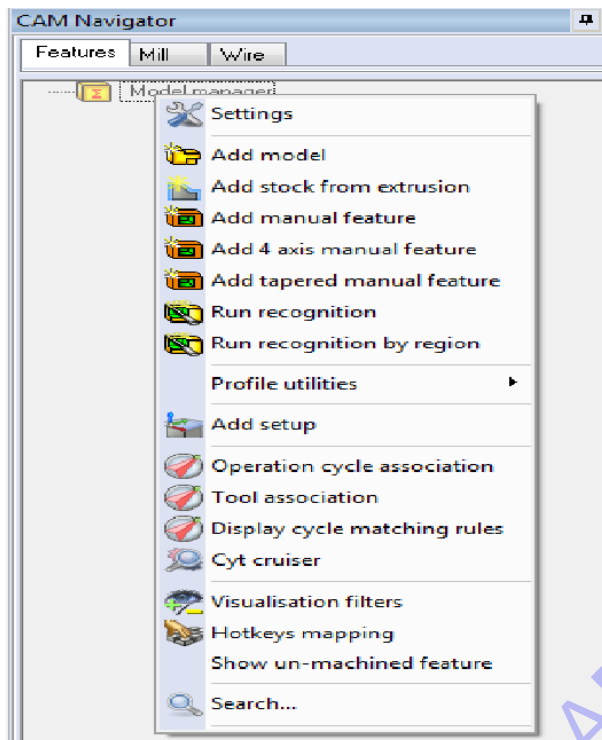 CAM Navigator
Features Mill Wire
Model manager
Settings
Add model
Add stock from extrusion
Add manual feature
Add 4 axis manual feature
Add tapered manual feature
Run recognition
Run recognition by region
Profile utilities
Add setup
Operation cycle association
Tool association
Display cycle matching rules
Cyt cruiser
Visualisation filters
Hotkeys mapping
Show un-machined feature
Search...